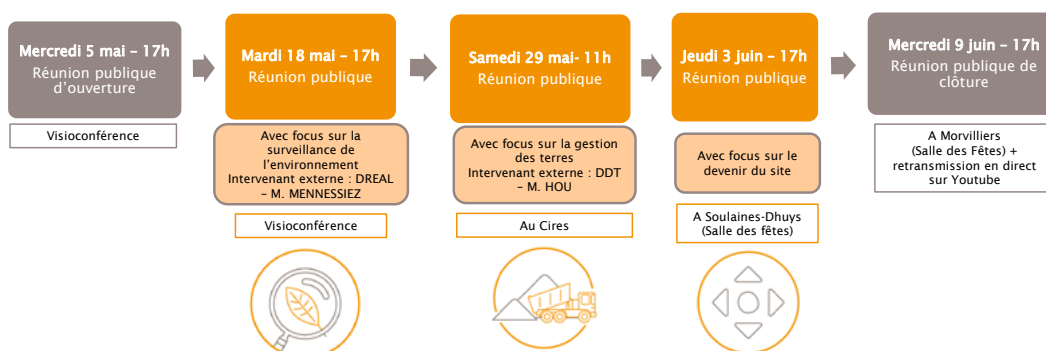 Mercredi 5 mai – 17h
Réunion publique
d'ouverture
Visioconférence
Mardi 18 mai – 17h
Réunion publique
Avec focus sur la
surveillance de
l'environnement
Intervenant externe : DREAL
– M. MENNESSIEZ
Visioconférence
Samedi 29 mai- 11h
Réunion publique
Avec focus sur la gestion
des terres
Intervenant externe : DDT
– M. HOU
Au Cires
Jeudi 3 juin – 17h
Réunion publique
Avec focus sur le
devenir du site
A Soulaines-Dhuys
(Salle des fêtes)
Mercredi 9 juin – 17h
Réunion publique de
clôture
A Morvilliers
(Salle des Fêtes) +
retransmission en direct
sur Youtube